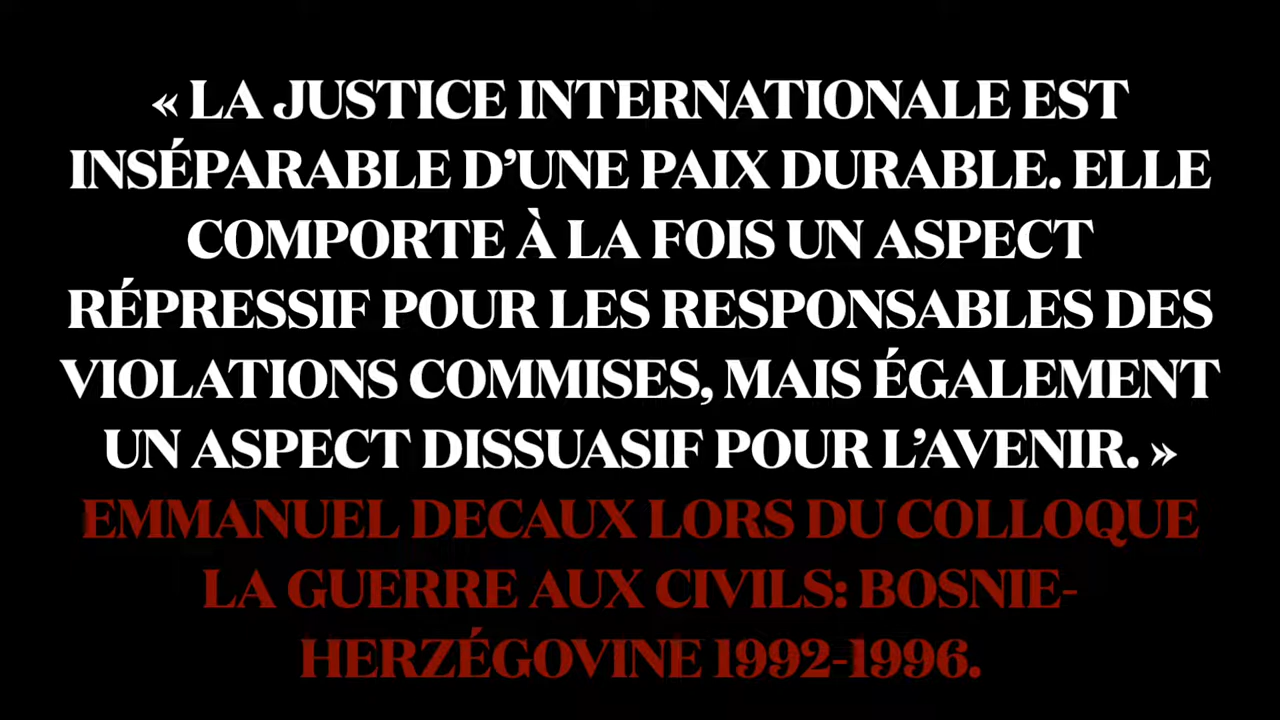 « LA JUSTICE INTERNATIONALE EST
INSÉPARABLE D’UNE PAIX DURABLE. ELLE
COMPORTE À LA FOIS UN ASPECT
RÉPRESSIF POUR LES RESPONSABLES DES
VIOLATIONS COMMISES, MAIS ÉGALEMENT
UN ASPECT DISSUASIF POUR L’AVENIR. »
EMMANUEL DECAUX LORS DU COLLOQUE
LA GUERRE AUX CIVILS: BOSNIE-
HERZÉGOVINE 1992-1996.